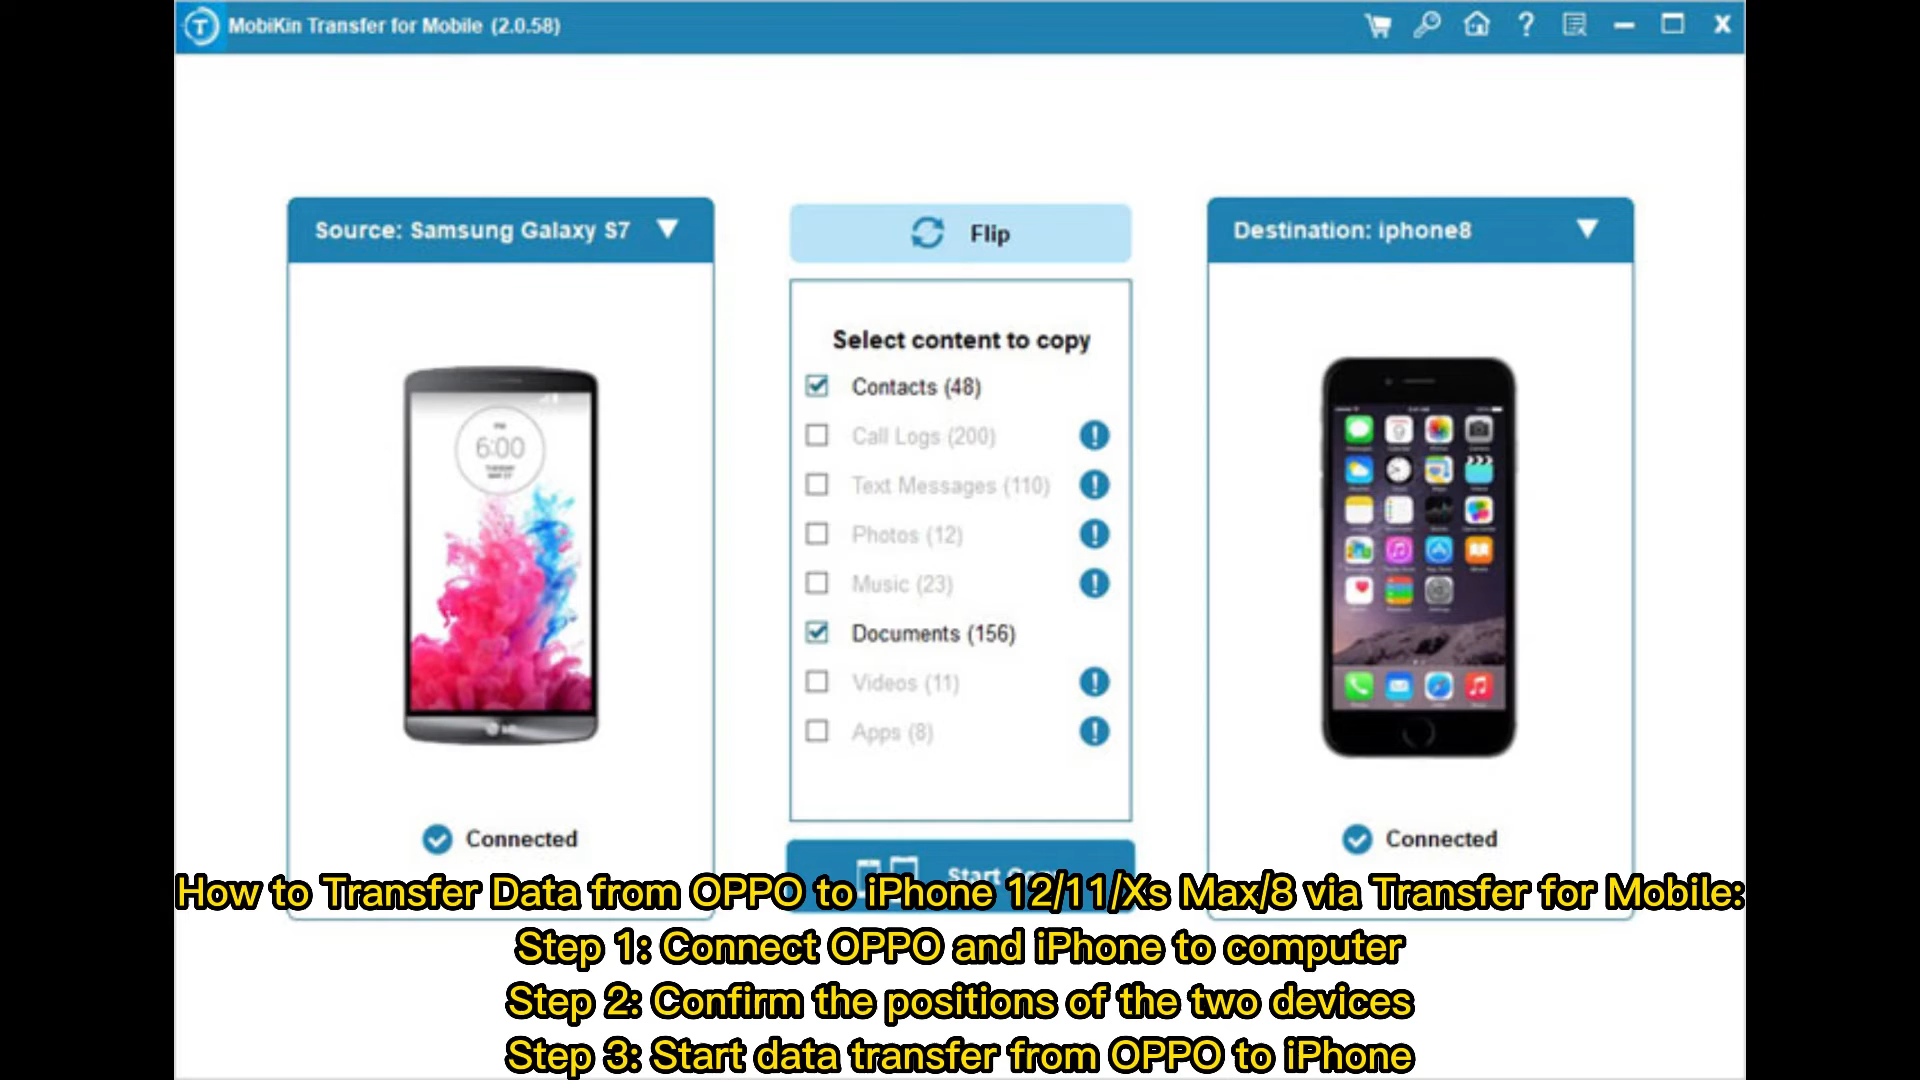 MobiKin Transfer for Mobile (2.0.58)
Source: Samsung Galaxy S7
Flip
Destination: iphone8
Select content to copy
Contacts (48)
Call Logs (200)
Text Messages (110)
Photos (12)
Music (23)
Documents (156)
Videos (11)
Apps (8)
PM
6:00
LG
Connected
Connected
Start
How to Transfer Data from OPPO to iPhone 12/11/Xs Max/8 via Transfer for Mobile:
Step 1: Connect OPPO and iPhone to computer
Step 2: Confirm the positions of the two devices
Step 3: Start data transfer from OPPO to iPhone